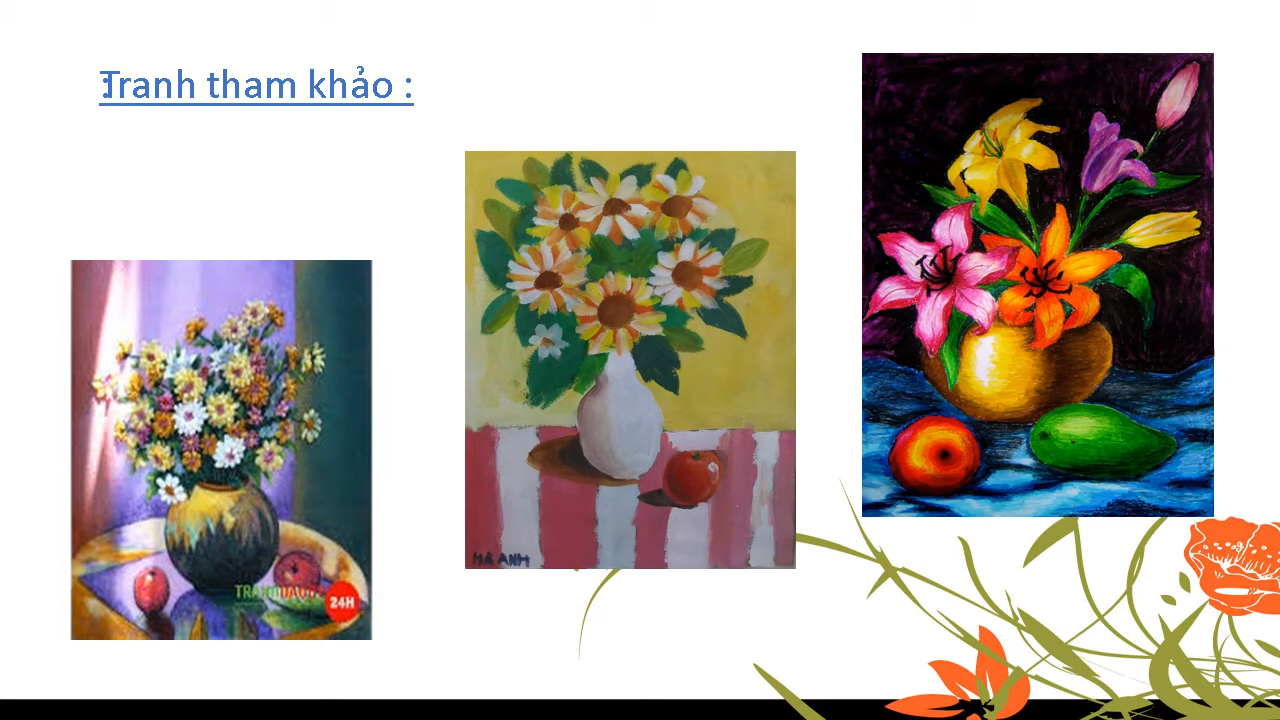 Tranh tham khảo :
HÀ ANH
24H